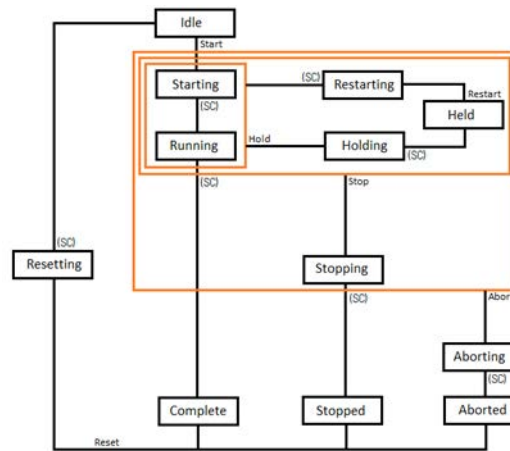 Idle
Start
Starting
(SC)
Restarting
(SC)
Restart
Held
Running
Hold
Holding
(SC)
(SC)
Stop
(SC)
Resetting
Stopping
(SC)
Abor
Aborting
(SC)
Complete
Stopped
Aborted
Reset